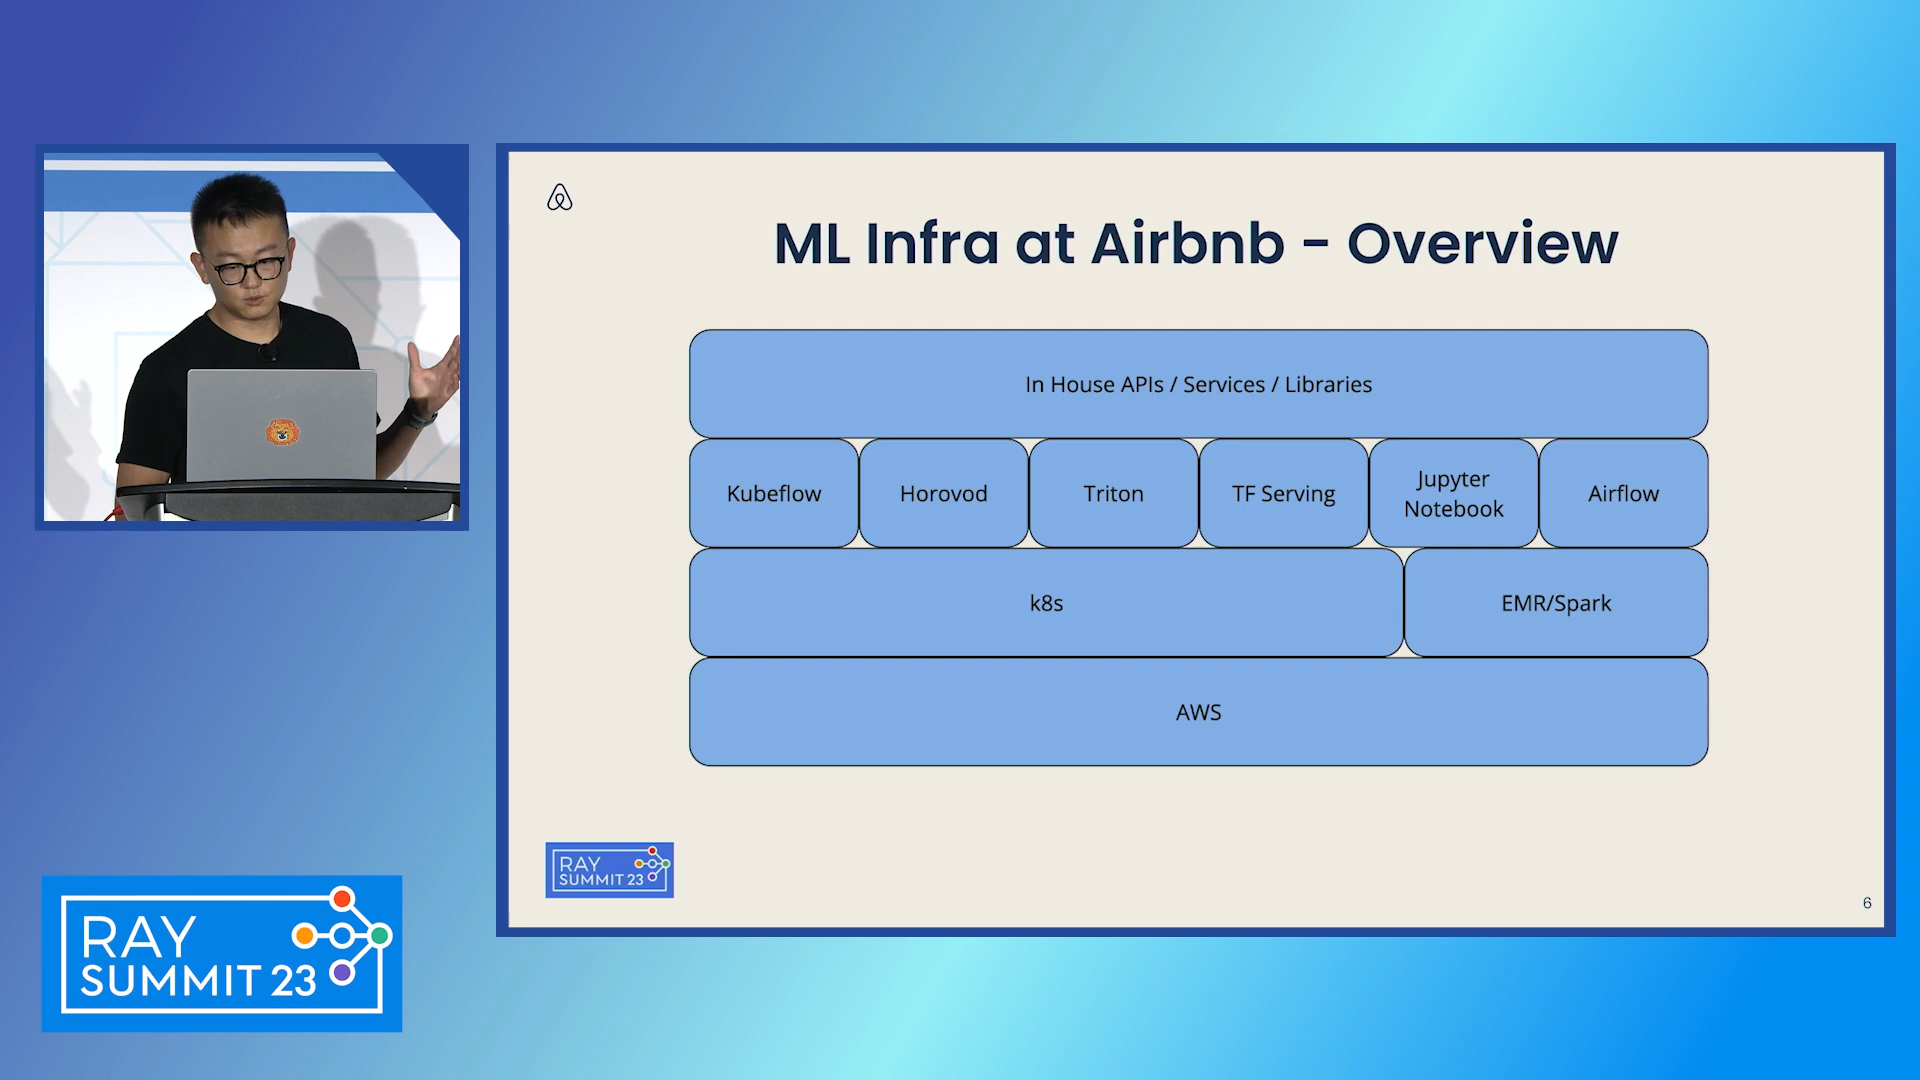 ML Infra at Airbnb - Overview
In House APIs / Services / Libraries
Kubeflow
Horovod
Triton
TF Serving
Jupyter
Notebook
Airflow
k8s
EMR/Spark
AWS
RAY
SUMMIT 23
6
RAY
SUMMIT 23